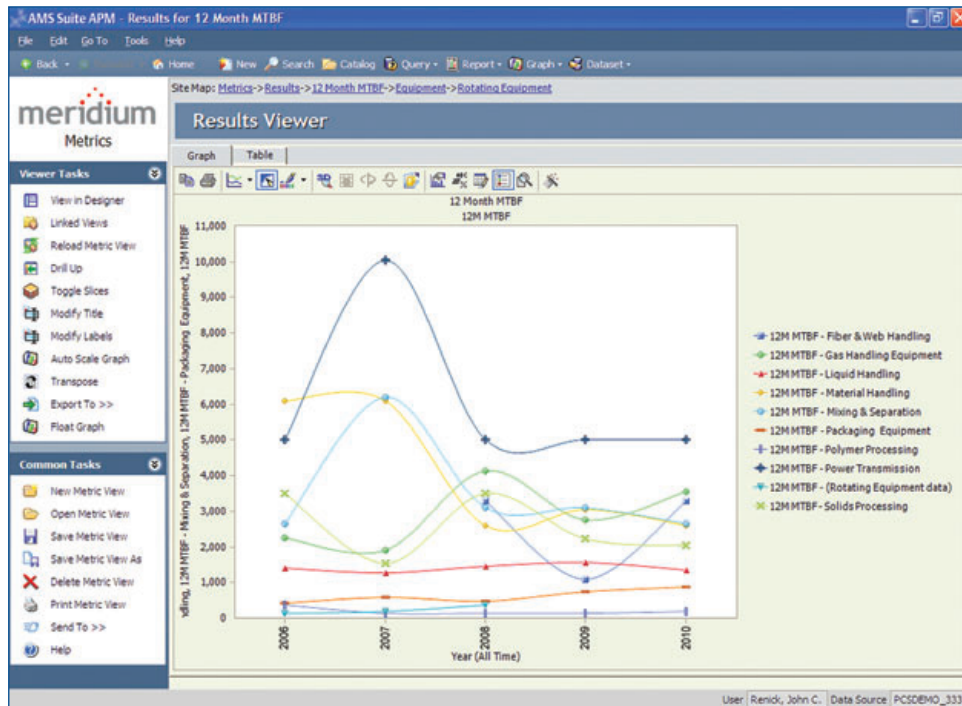 AMS Suite APM - Results for 12 Month MTBF
File Edit Go To Tools Help
Back Home New Search Catalog Query Report Graph Dataset
meridium
Metrics
Site Map: Metrics->Results->12 Month MTBF->Equipment->Rotating Equipment
Results Viewer
Graph Table
Viewer Tasks
View in Designer
Linked Views
Reload Metric View
Drill Up
Toggle Slices
Modify Title
Modify Labels
Auto Scale Graph
Transpose
Export To >>
Float Graph
Common Tasks
New Metric View
Open Metric View
Save Metric View
Save Metric View As
Delete Metric View
Print Metric View
Send To >>
Help
12 Month MTBF
12M MTBF
12M MTBF - Mixing & Separation, 12M MTBF - Packaging Equipment, 12M MTBF
11,000
10,000
9,000
8,000
7,000
6,000
5,000
4,000
3,000
2,000
1,000
0
2006 2007 2008 2009 2010
Year (All Time)
12M MTBF - Fiber & Web Handling
12M MTBF - Gas Handling Equipment
12M MTBF - Liquid Handling
12M MTBF - Material Handling
12M MTBF - Mixing & Separation
12M MTBF - Packaging Equipment
12M MTBF - Polymer Processing
12M MTBF - Power Transmission
12M MTBF - (Rotating Equipment data)
12M MTBF - Solids Processing
User Renick, John C. Data Source PCSDEMO_333